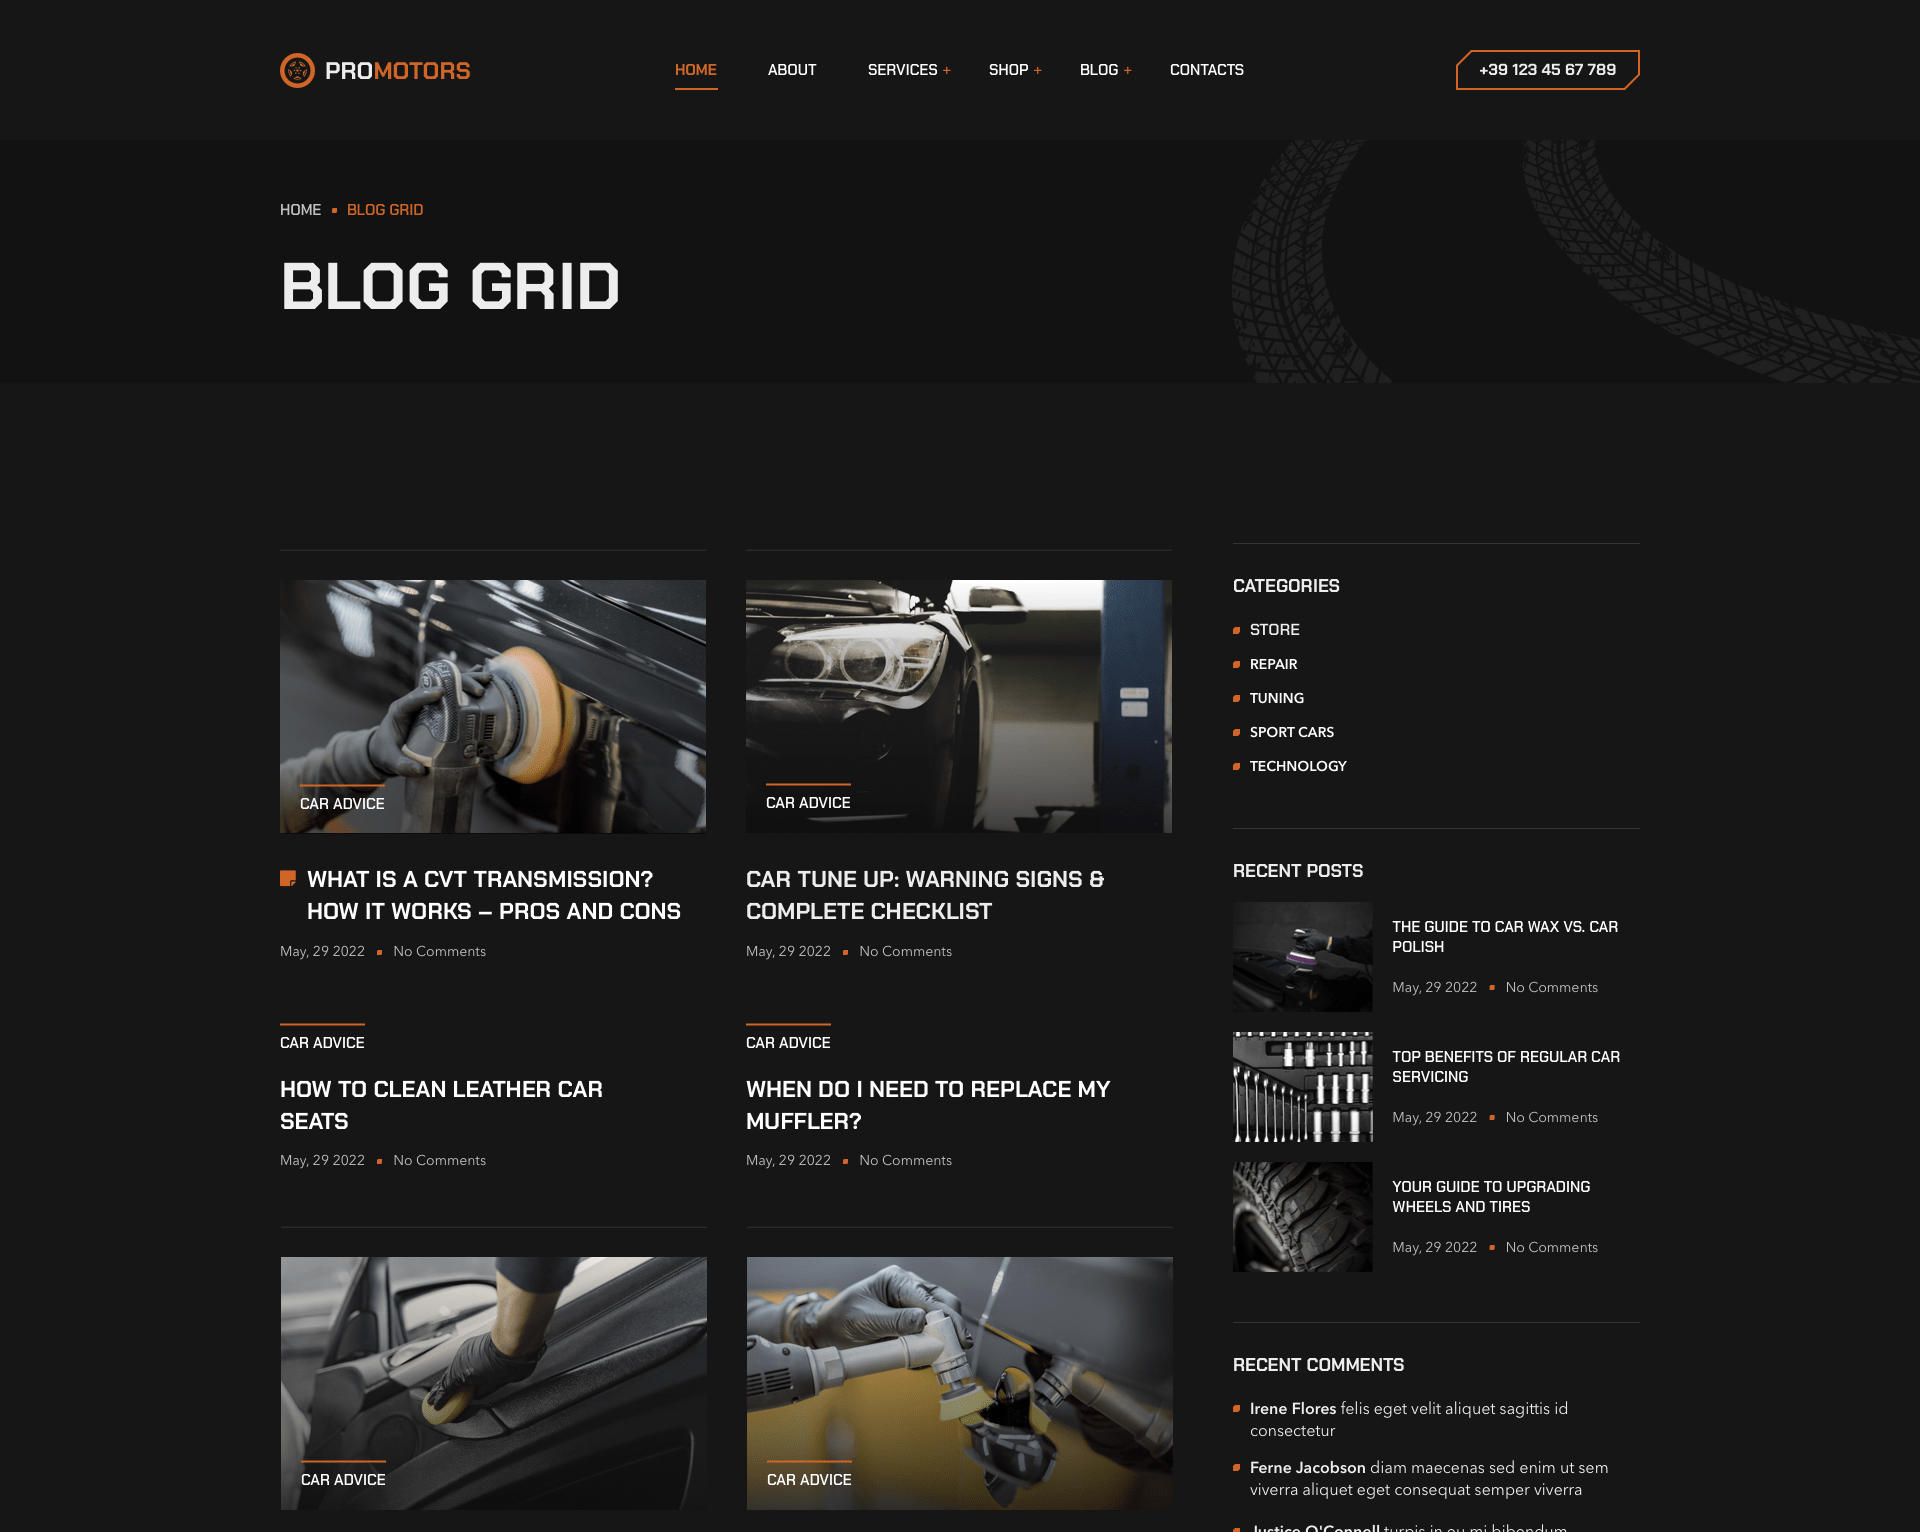 PROMOTORS
HOME
ABOUT
SERVICES +
SHOP +
BLOG +
CONTACTS
+39 123 45 67 789
HOME
BLOG GRID
BLOG GRID
CAR ADVICE
WHAT IS A CVT TRANSMISSION?
HOW IT WORKS – PROS AND CONS
May, 29 2022
No Comments
CAR ADVICE
CAR TUNE UP: WARNING SIGNS &
COMPLETE CHECKLIST
May, 29 2022
No Comments
CAR ADVICE
HOW TO CLEAN LEATHER CAR
SEATS
May, 29 2022
No Comments
CAR ADVICE
WHEN DO I NEED TO REPLACE MY
MUFFLER?
May, 29 2022
No Comments
CAR ADVICE
CAR ADVICE
CATEGORIES
STORE
REPAIR
TUNING
SPORT CARS
TECHNOLOGY
RECENT POSTS
THE GUIDE TO CAR WAX VS. CAR
POLISH
May, 29 2022
No Comments
TOP BENEFITS OF REGULAR CAR
SERVICING
May, 29 2022
No Comments
YOUR GUIDE TO UPGRADING
WHEELS AND TIRES
May, 29 2022
No Comments
RECENT COMMENTS
Irene Flores felis eget velit aliquet sagittis id
consectetur
Ferne Jacobson diam maecenas sed enim ut sem
viverra aliquet eget consequat semper viverra
Justice O'Connell turpis in eu mi bibendum